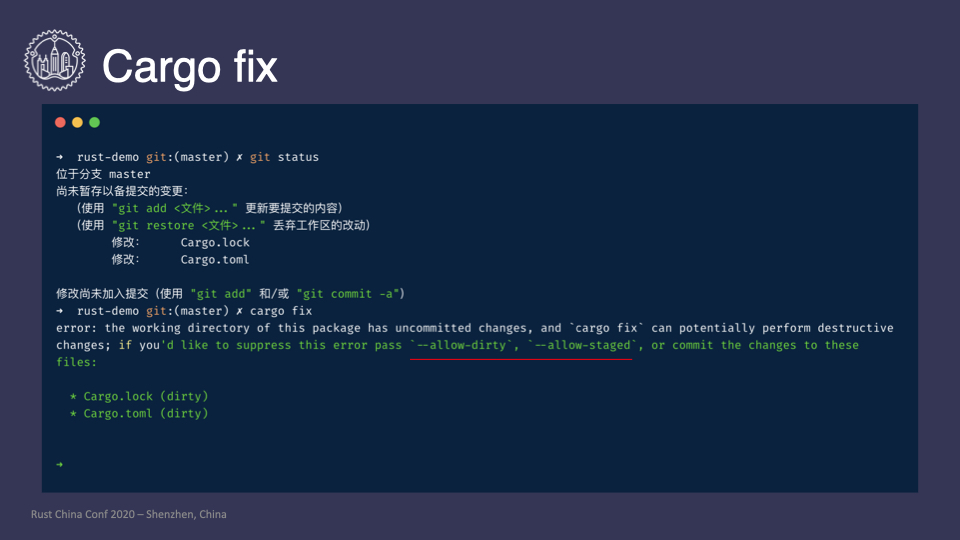 Cargo fix
➜ rust-demo git:(master) ✗ git status
位于分支 master
尚未暂存以备提交的变更：
（使用 "git add <文件>..." 更新要提交的内容）
（使用 "git restore <文件>..." 丢弃工作区的改动）
修改： Cargo.lock
修改： Cargo.toml
修改尚未加入提交（使用 "git add" 和/或 "git commit -a"）
➜ rust-demo git:(master) ✗ cargo fix
error: the working directory of this package has uncommitted changes, and `cargo fix` can potentially perform destructive
changes; if you'd like to suppress this error pass `--allow-dirty`, `--allow-staged`, or commit the changes to these
files:
* Cargo.lock (dirty)
* Cargo.toml (dirty)
➜
Rust China Conf 2020 – Shenzhen, China